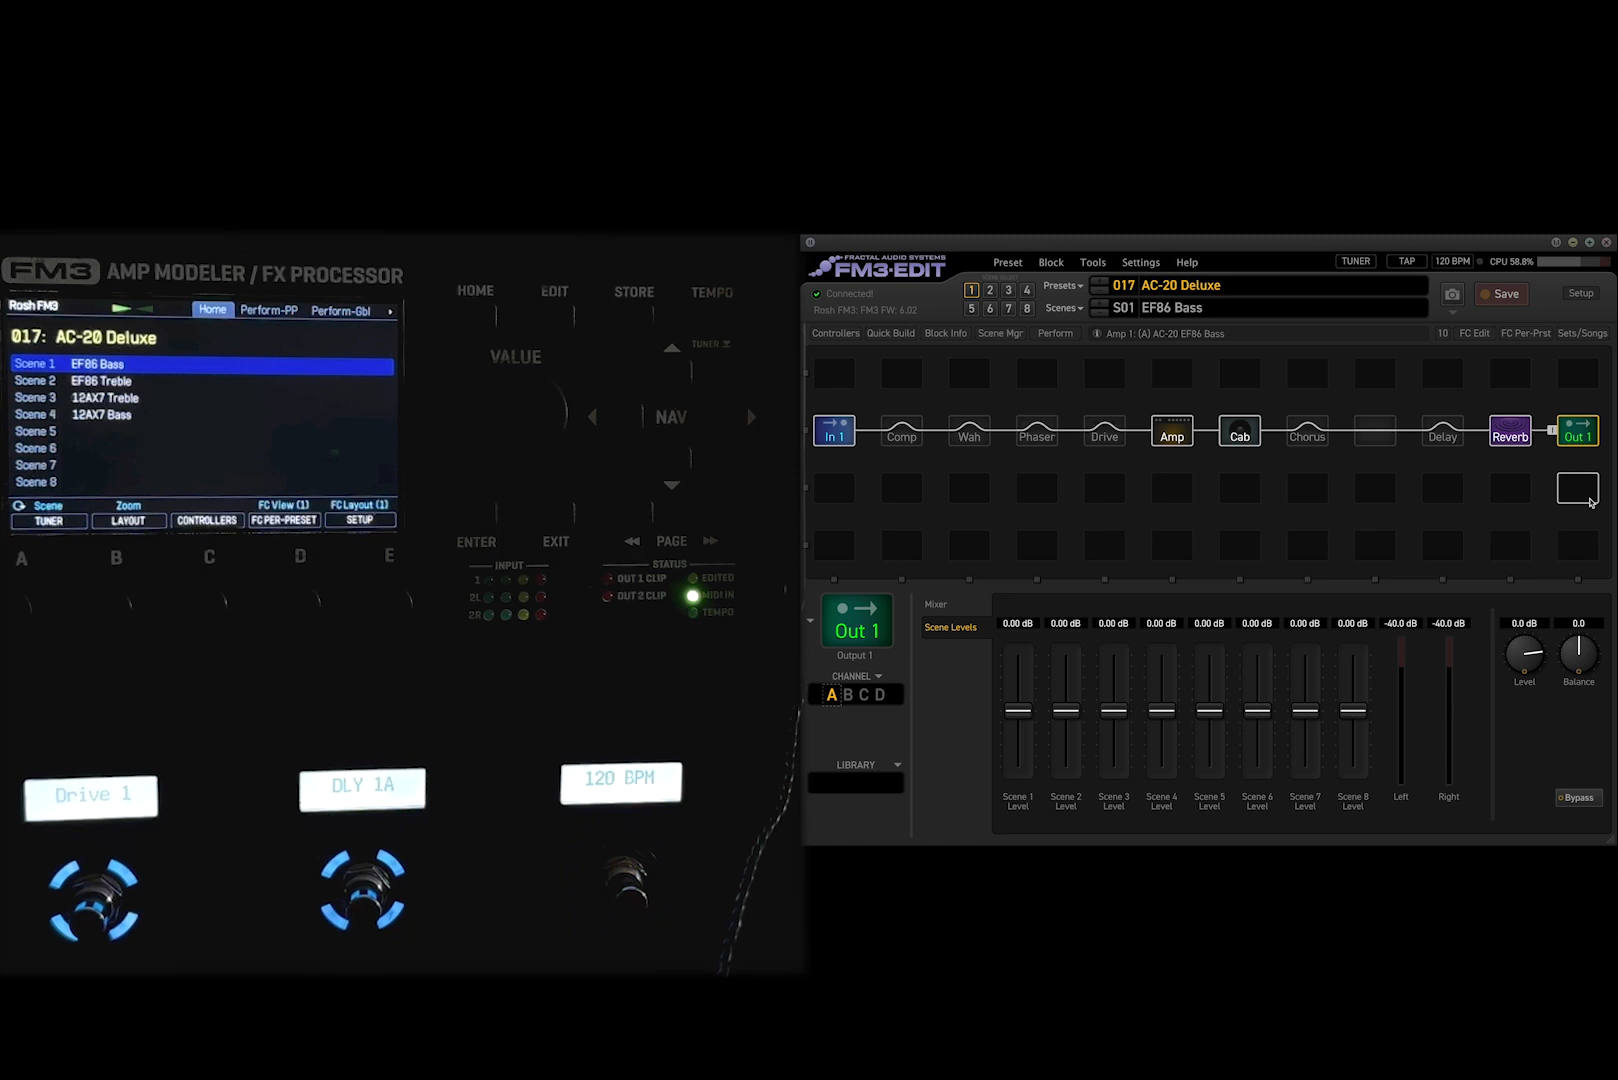 FM3 AMP MODELER / FX PROCESSOR
Rosh FM3
Home Perform-PP Perform-Gbl
017: AC-20 Deluxe
Scene 1 EF86 Bass
Scene 2 EF86 Treble
Scene 3 12AX7 Treble
Scene 4 12AX7 Bass
Scene 5
Scene 6
Scene 7
Scene 8
Scene Zoom FC View (1) FC Layout (1)
TUNER LAYOUT CONTROLLERS FC PER-PRESET SETUP
A B C D E
HOME EDIT STORE TEMPO
VALUE
TUNER
NAV
ENTER EXIT PAGE
INPUT
1
2L
2R
STATUS
OUT 1 CLIP EDITED
OUT 2 CLIP MIDI IN
TEMPO
Drive 1
DLY 1A
120 BPM
FRACTAL AUDIO SYSTEMS
FM3-EDIT
Preset Block Tools Settings Help
TUNER TAP 120 BPM CPU 58.8%
Connected!
Rosh FM3: FM3 FW: 6.02
SCENE SELECT
1 2 3 4
5 6 7 8
Presets 017 AC-20 Deluxe
Scenes S01 EF86 Bass
Save
Setup
Controllers Quick Build Block Info Scene Mgr Perform Amp 1: (A) AC-20 EF86 Bass 10 FC Edit FC Per-Prst Sets/Songs
In 1 Comp Wah Phaser Drive Amp Cab Chorus Delay Reverb Out 1
Out 1
Output 1
CHANNEL
A B C D
LIBRARY
Mixer
Scene Levels
0.00 dB 0.00 dB 0.00 dB 0.00 dB 0.00 dB 0.00 dB 0.00 dB 0.00 dB -40.0 dB -40.0 dB
Scene 1 Level
Scene 2 Level
Scene 3 Level
Scene 4 Level
Scene 5 Level
Scene 6 Level
Scene 7 Level
Scene 8 Level
Left
Right
0.0 dB 0.0
Level Balance
Bypass